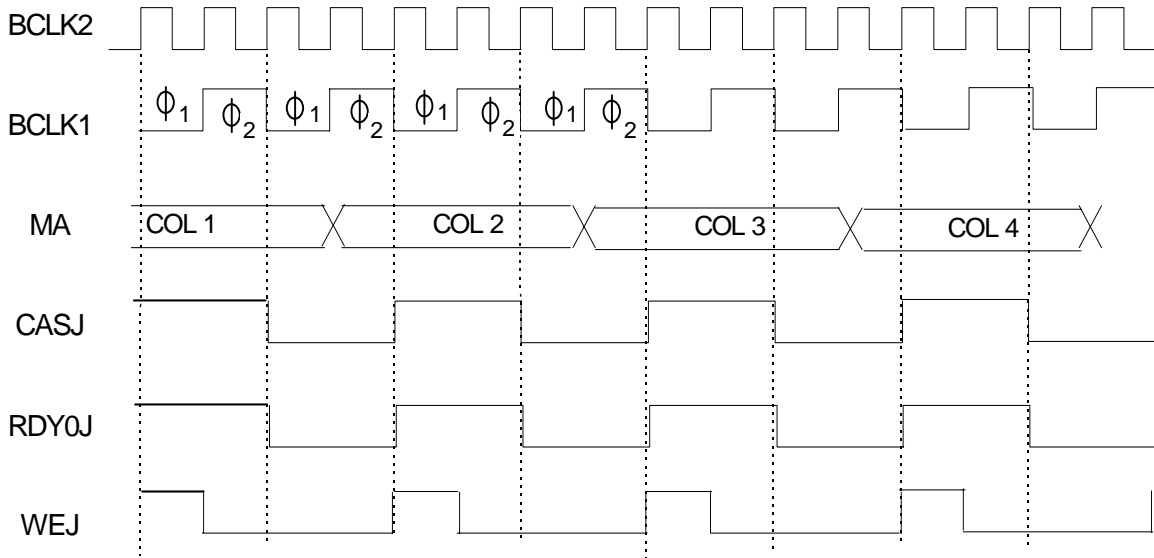 BCLK2
BCLK1 ϕ1 ϕ2 ϕ1 ϕ2 ϕ1 ϕ2 ϕ1 ϕ2
MA COL 1 COL 2 COL 3 COL 4
CASJ
RDY0J
WEJ